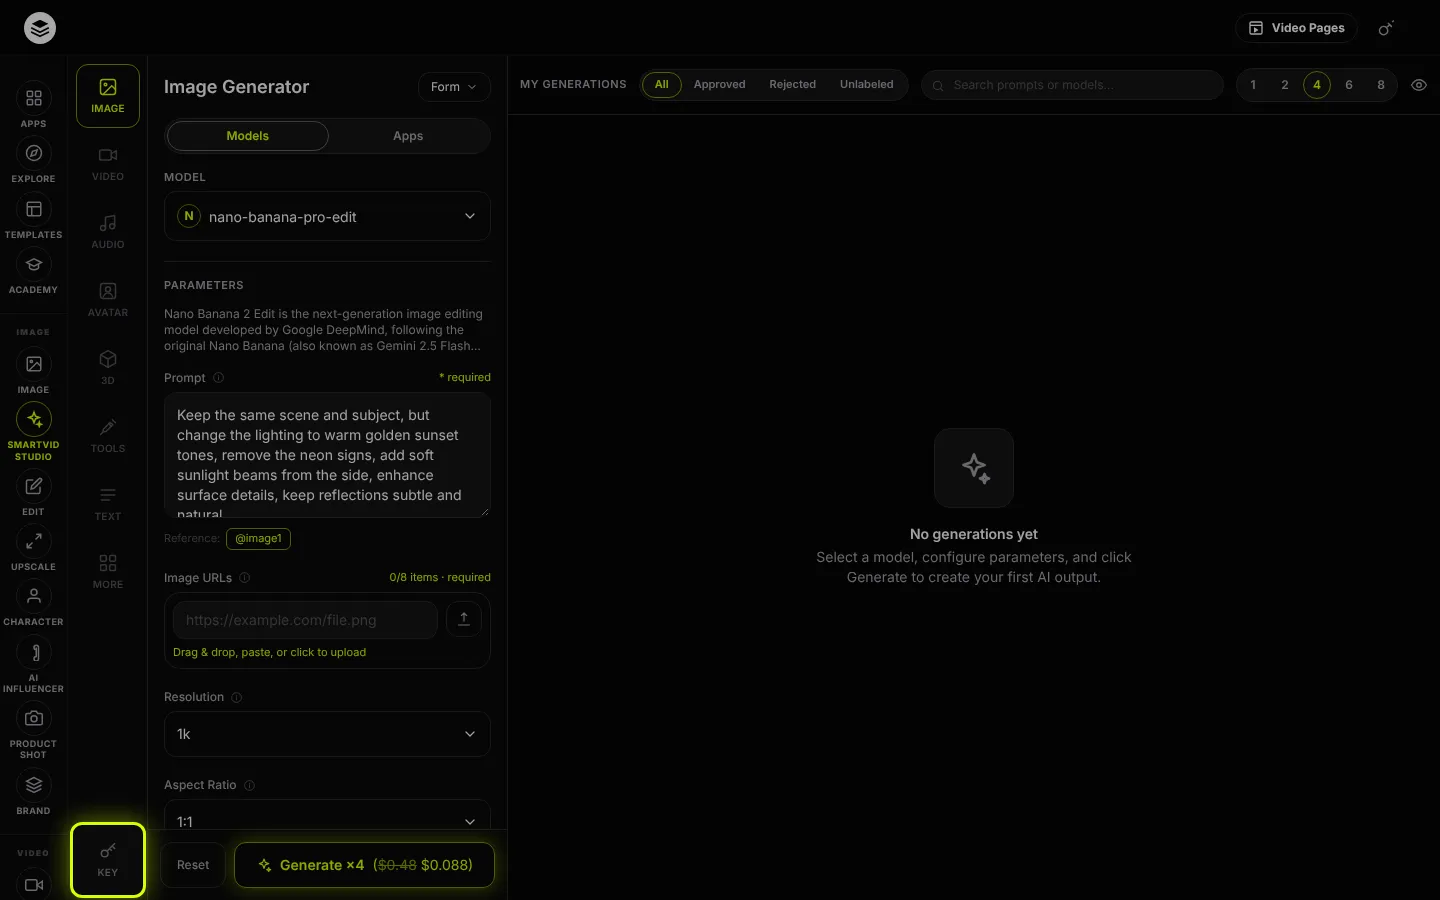 Video Pages
APPS
EXPLORE
TEMPLATES
ACADEMY
IMAGE
IMAGE
SMARTVID
STUDIO
EDIT
UPSCALE
CHARACTER
AI
INFLUENCER
PRODUCT
SHOT
BRAND
VIDEO
IMAGE
VIDEO
AUDIO
AVATAR
3D
TOOLS
TEXT
MORE
KEY
Image Generator
Form
Models
Apps
MODEL
N nano-banana-pro-edit
PARAMETERS
Nano Banana 2 Edit is the next-generation image editing
model developed by Google DeepMind, following the
original Nano Banana (also known as Gemini 2.5 Flash...
Prompt
* required
Keep the same scene and subject, but
change the lighting to warm golden sunset
tones, remove the neon signs, add soft
sunlight beams from the side, enhance
surface details, keep reflections subtle and
natural
Reference: @image1
Image URLs
0/8 items · required
https://example.com/file.png
Drag & drop, paste, or click to upload
Resolution
1k
Aspect Ratio
1:1
Reset
Generate ×4 ($0.48 $0.088)
MY GENERATIONS
All
Approved
Rejected
Unlabeled
Search prompts or models...
1 2 4 6 8
No generations yet
Select a model, configure parameters, and click
Generate to create your first AI output.